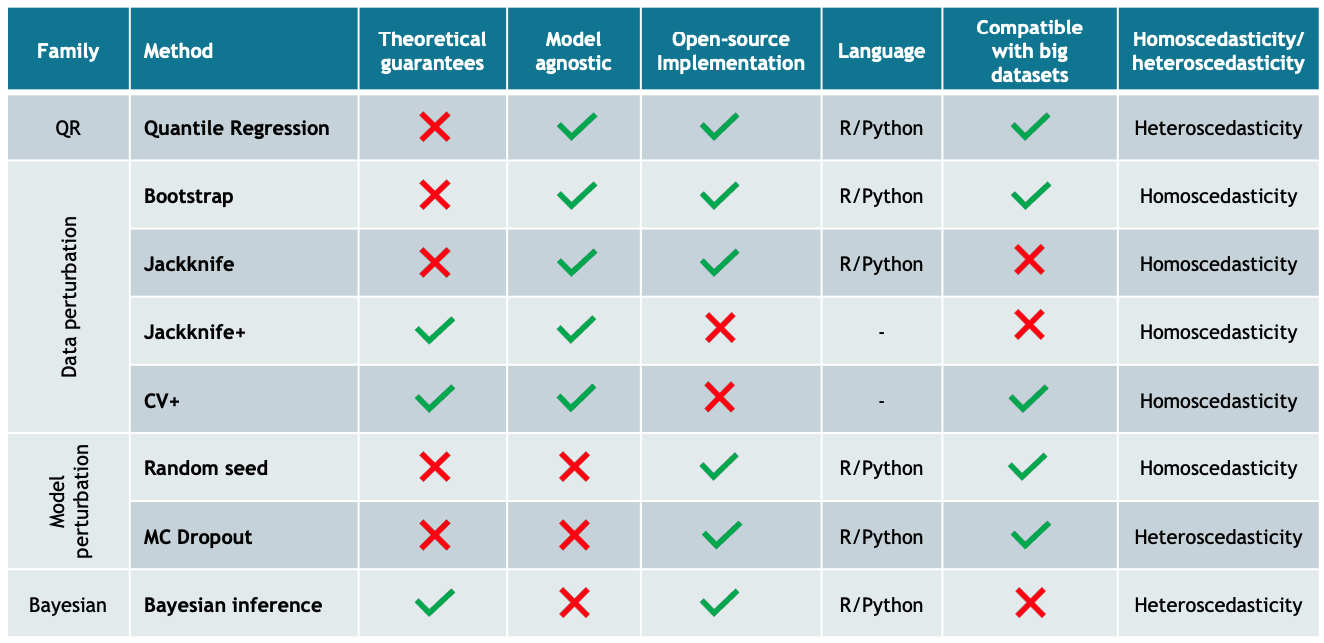 Family
Method
Theoretical
guarantees
Model
agnostic
Open-source
Implementation
Language
Compatible
with big
datasets
Homoscedasticity/
heteroscedasticity
QR
Quantile Regression
R/Python
Heteroscedasticity
Data perturbation
Bootstrap
R/Python
Homoscedasticity
Jackknife
R/Python
Homoscedasticity
Jackknife+
-
Homoscedasticity
CV+
-
Homoscedasticity
Model
perturbation
Random seed
R/Python
Homoscedasticity
MC Dropout
R/Python
Heteroscedasticity
Bayesian
Bayesian inference
R/Python
Heteroscedasticity